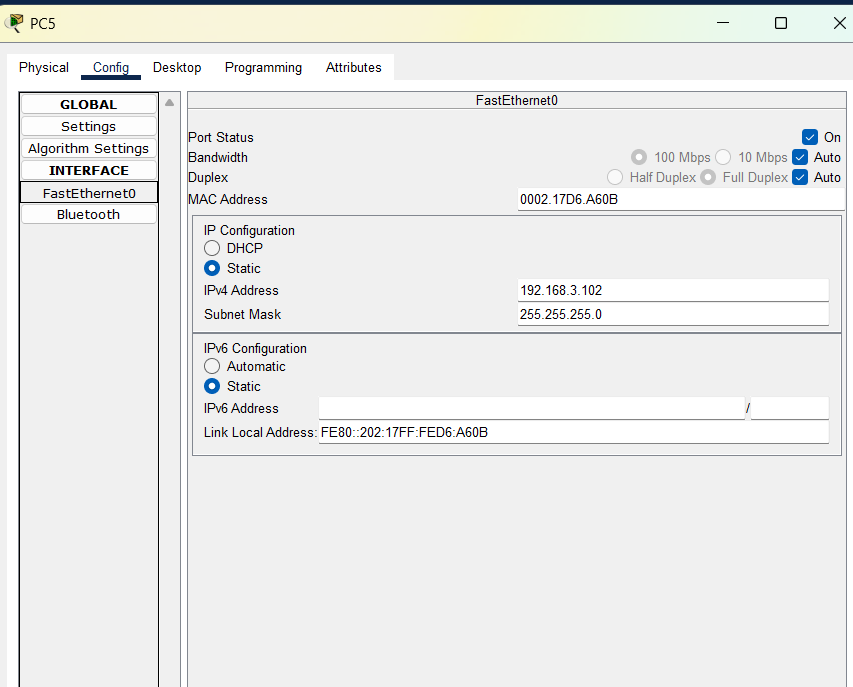 PC5
Physical Config Desktop Programming Attributes
GLOBAL
Settings
Algorithm Settings
INTERFACE
FastEthernet0
Bluetooth
FastEthernet0
Port Status On
Bandwidth 100 Mbps 10 Mbps Auto
Duplex Half Duplex Full Duplex Auto
MAC Address 0002.17D6.A60B
IP Configuration
DHCP
Static
IPv4 Address 192.168.3.102
Subnet Mask 255.255.255.0
IPv6 Configuration
Automatic
Static
IPv6 Address /
Link Local Address: FE80::202:17FF:FED6:A60B